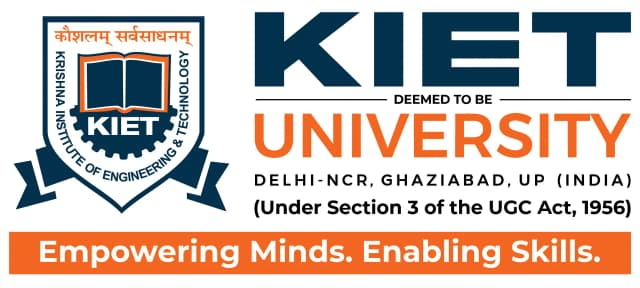 कौशलम् सर्वसाधनम्
KRISHNA INSTITUTE OF ENGINEERING & TECHNOLOGY
KIET
KIET
DEEMED TO BE
UNIVERSITY
DELHI-NCR, GHAZIABAD, UP (INDIA)
(Under Section 3 of the UGC Act, 1956)
Empowering Minds. Enabling Skills.